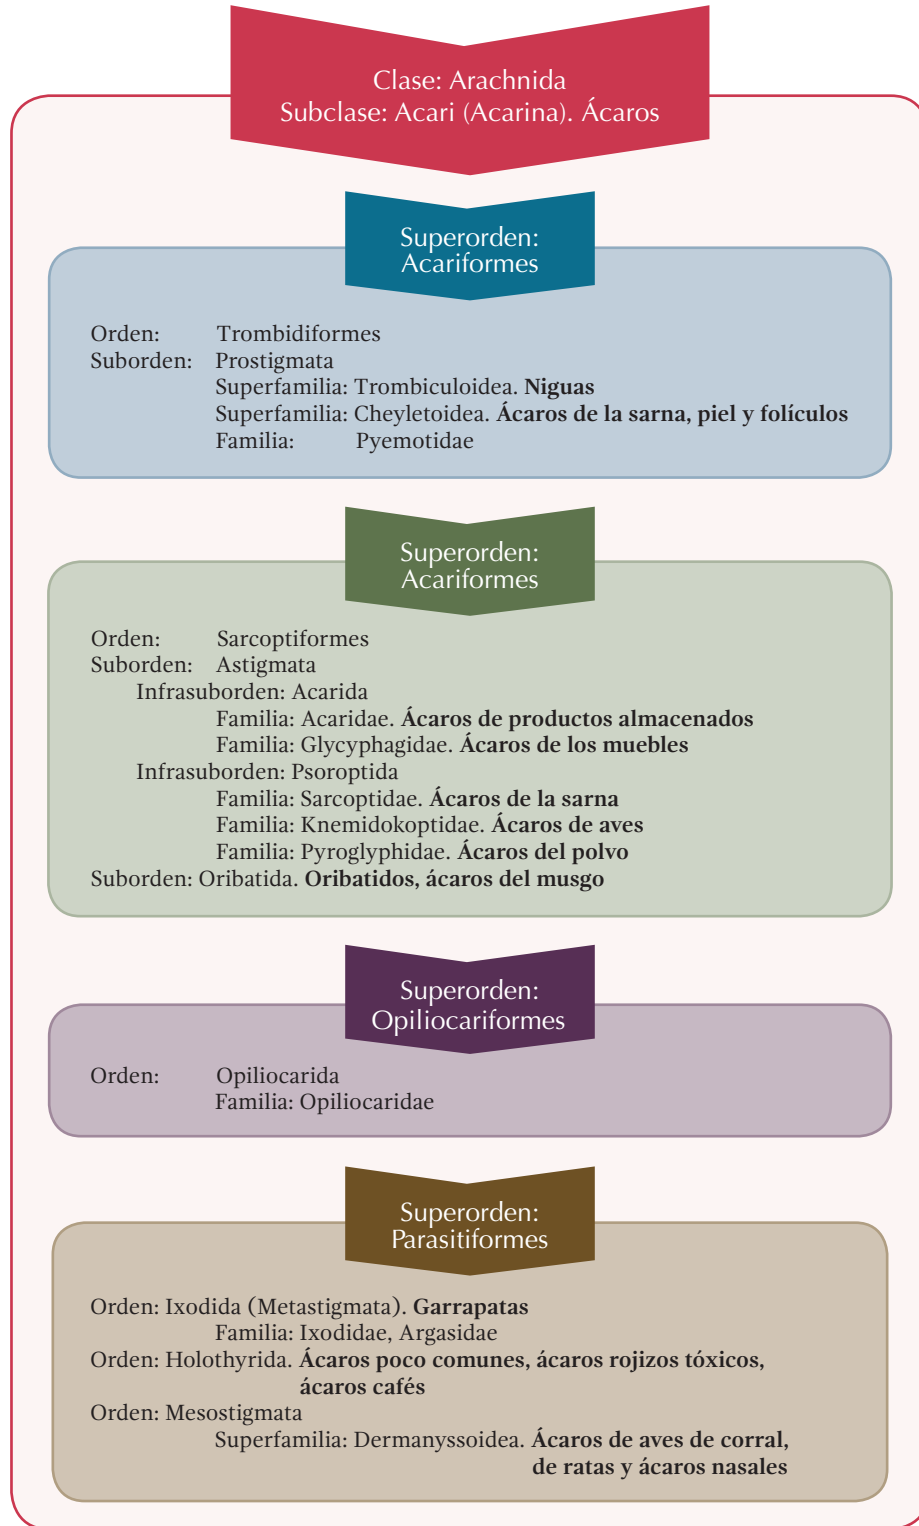 Clase: Arachnida
Subclase: Acari (Acarina). Ácaros
Superorden:
Acariformes
Orden: Trombidiformes
Suborden: Prostigmata
Superfamilia: Trombiculoidea. Niguas
Superfamilia: Cheyletoidea. Ácaros de la sarna, piel y folículos
Familia: Pyemotidae
Superorden:
Acariformes
Orden: Sarcoptiformes
Suborden: Astigmata
Infrasuborden: Acarida
Familia: Acaridae. Ácaros de productos almacenados
Familia: Glycyphagidae. Ácaros de los muebles
Infrasuborden: Psoroptida
Familia: Sarcoptidae. Ácaros de la sarna
Familia: Knemidokoptidae. Ácaros de aves
Familia: Pyroglyphidae. Ácaros del polvo
Suborden: Oribatida. Oribatidos, ácaros del musgo
Superorden:
Opiliocariformes
Orden: Opiliocarida
Familia: Opiliocaridae
Superorden:
Parasitiformes
Orden: Ixodida (Metastigmata). Garrapatas
Familia: Ixodidae, Argasidae
Orden: Holothyrida. Ácaros poco comunes, ácaros rojizos tóxicos,
ácaros cafés
Orden: Mesostigmata
Superfamilia: Dermanyssoidea. Ácaros de aves de corral,
de ratas y ácaros nasales